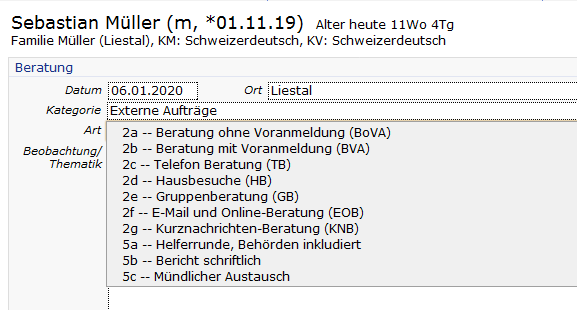 Sebastian Müller (m, *01.11.19) Alter heute 11Wo 4Tg
Familie Müller (Liestal), KM: Schweizerdeutsch, KV: Schweizerdeutsch
Beratung
Datum 06.01.2020 Ort Liestal
Kategorie Externe Aufträge
Art
Beobachtung/
Thematik
2a -- Beratung ohne Voranmeldung (BoVA)
2b -- Beratung mit Voranmeldung (BVA)
2c -- Telefon Beratung (TB)
2d -- Hausbesuche (HB)
2e -- Gruppenberatung (GB)
2f -- E-Mail und Online-Beratung (EOB)
2g -- Kurznachrichten-Beratung (KNB)
5a -- Helferrunde, Behörden inkludiert
5b -- Bericht schriftlich
5c -- Mündlicher Austausch